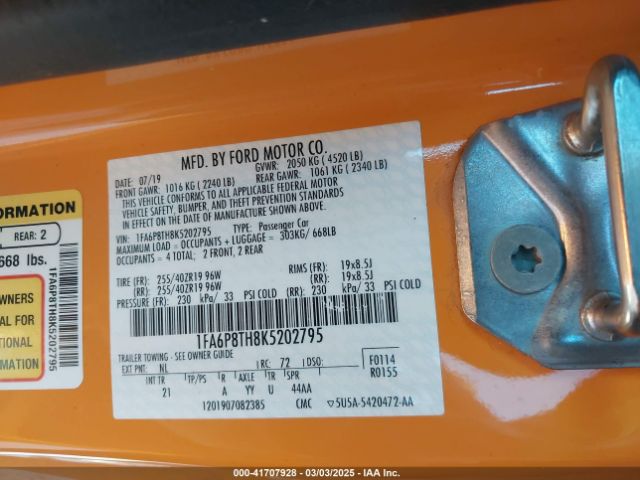 MFD. BY FORD MOTOR CO.
DATE: 07/19 GVWR: 2050 KG ( 4520 LB)
FRONT GAWR: 1016 KG ( 2240 LB) REAR GAWR: 1061 KG ( 2340 LB)
THIS VEHICLE CONFORMS TO ALL APPLICABLE FEDERAL MOTOR
VEHICLE SAFETY, BUMPER, AND THEFT PREVENTION STANDARDS
IN EFFECT ON THE DATE OF MANUFACTURE SHOWN ABOVE.
VIN: 1FA6P8TH8K5202795 TYPE: Passenger Car
MAXIMUM LOAD = OCCUPANTS + LUGGAGE = 303KG/ 668LB
OCCUPANTS = 4 TOTAL; 2 FRONT, 2 REAR
TIRE (FR): 255/40ZR19 96W RIMS (FR): 19x8.5J
(RR): 255/40ZR19 96W (RR): 19x8.5J
PRESSURE (FR): 230 kPa/ 33 PSI COLD (RR): 230 kPa/ 33 PSI COLD
1FA6P8TH8K5202795
TRAILER TOWING - SEE OWNER GUIDE
EXT PNT: NL RC: 72 DSO: F0114
R0155
INT TR TP/PS R AXLE TR SPR
21 A YY U 44AA
1201907082385 CMC ▽5U5A-5420472-AA
ORMATION
REAR: 2
668 lbs.
WNERS
AL FOR
TIONAL
RMATION
1FA6P8TH8K5202795
000-41707928 - 03/03/2025 - IAA Inc.